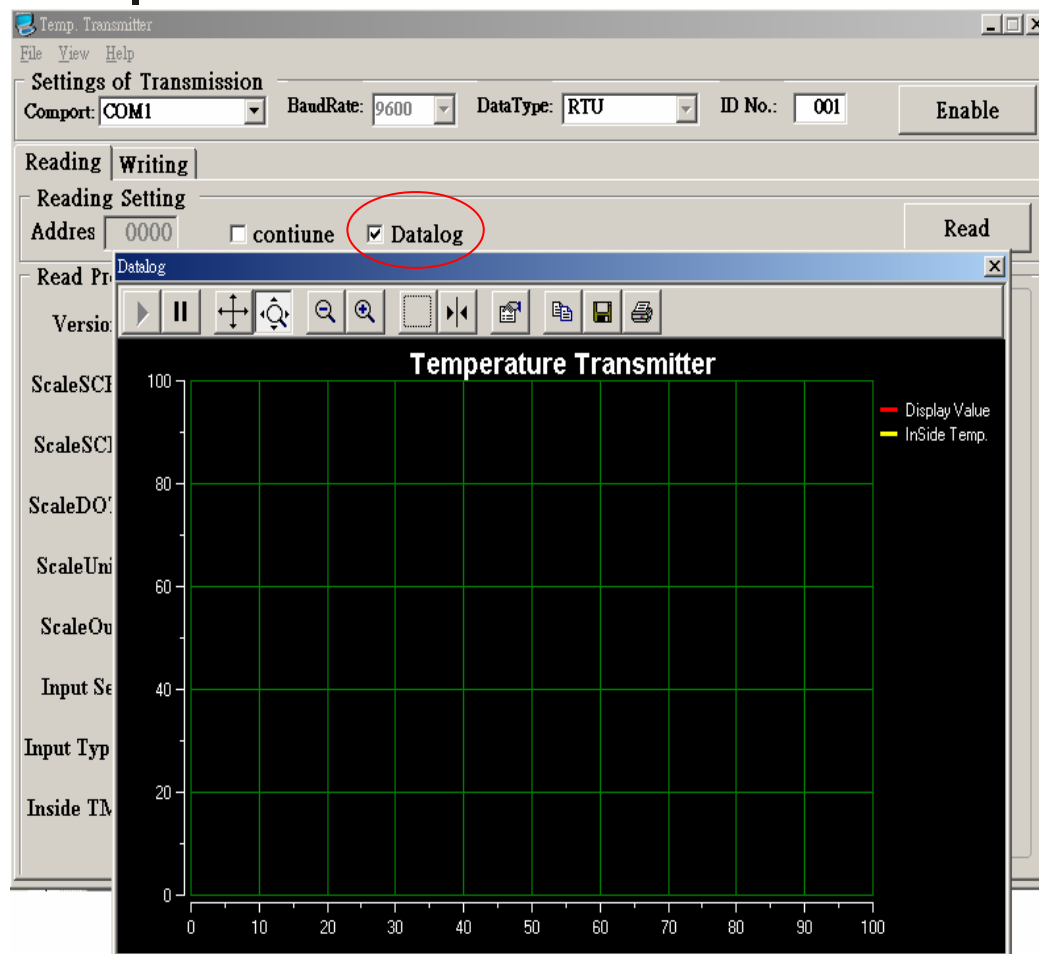 Temp. Transmitter
File View Help
Settings of Transmission
Comport: COM1 BaudRate: 9600 DataType: RTU ID No.: 001 Enable
Reading Writing
Reading Setting
Addres 0000 contiune Datalog Read
Read Pr
Datalog
Versio
Temperature Transmitter
100
Display Value
InSide Temp.
ScaleSCH
ScaleSCI
80
ScaleDOT
ScaleUni
60
ScaleOu
Input Se
40
Input Typ
20
Inside TM
0
0 10 20 30 40 50 60 70 80 90 100